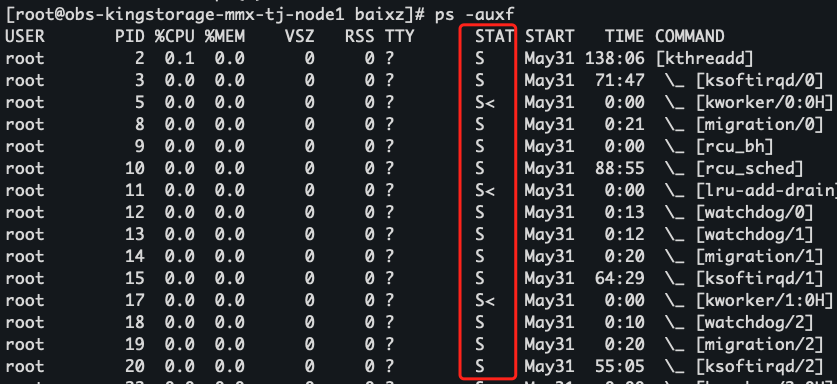 [root@obs-kingstorage-mmx-tj-node1 baixz]# ps -auxf
USER PID %CPU %MEM VSZ RSS TTY STAT START TIME COMMAND
root 2 0.1 0.0 0 0 ? S May31 138:06 [kthreadd]
root 3 0.0 0.0 0 0 ? S May31 71:47 \_ [ksoftirqd/0]
root 5 0.0 0.0 0 0 ? S< May31 0:00 \_ [kworker/0:0H]
root 8 0.0 0.0 0 0 ? S May31 0:21 \_ [migration/0]
root 9 0.0 0.0 0 0 ? S May31 0:00 \_ [rcu_bh]
root 10 0.0 0.0 0 0 ? S May31 88:55 \_ [rcu_sched]
root 11 0.0 0.0 0 0 ? S< May31 0:00 \_ [lru-add-drain]
root 12 0.0 0.0 0 0 ? S May31 0:13 \_ [watchdog/0]
root 13 0.0 0.0 0 0 ? S May31 0:12 \_ [watchdog/1]
root 14 0.0 0.0 0 0 ? S May31 0:20 \_ [migration/1]
root 15 0.0 0.0 0 0 ? S May31 64:29 \_ [ksoftirqd/1]
root 17 0.0 0.0 0 0 ? S< May31 0:00 \_ [kworker/1:0H]
root 18 0.0 0.0 0 0 ? S May31 0:10 \_ [watchdog/2]
root 19 0.0 0.0 0 0 ? S May31 0:20 \_ [migration/2]
root 20 0.0 0.0 0 0 ? S May31 55:05 \_ [ksoftirqd/2]